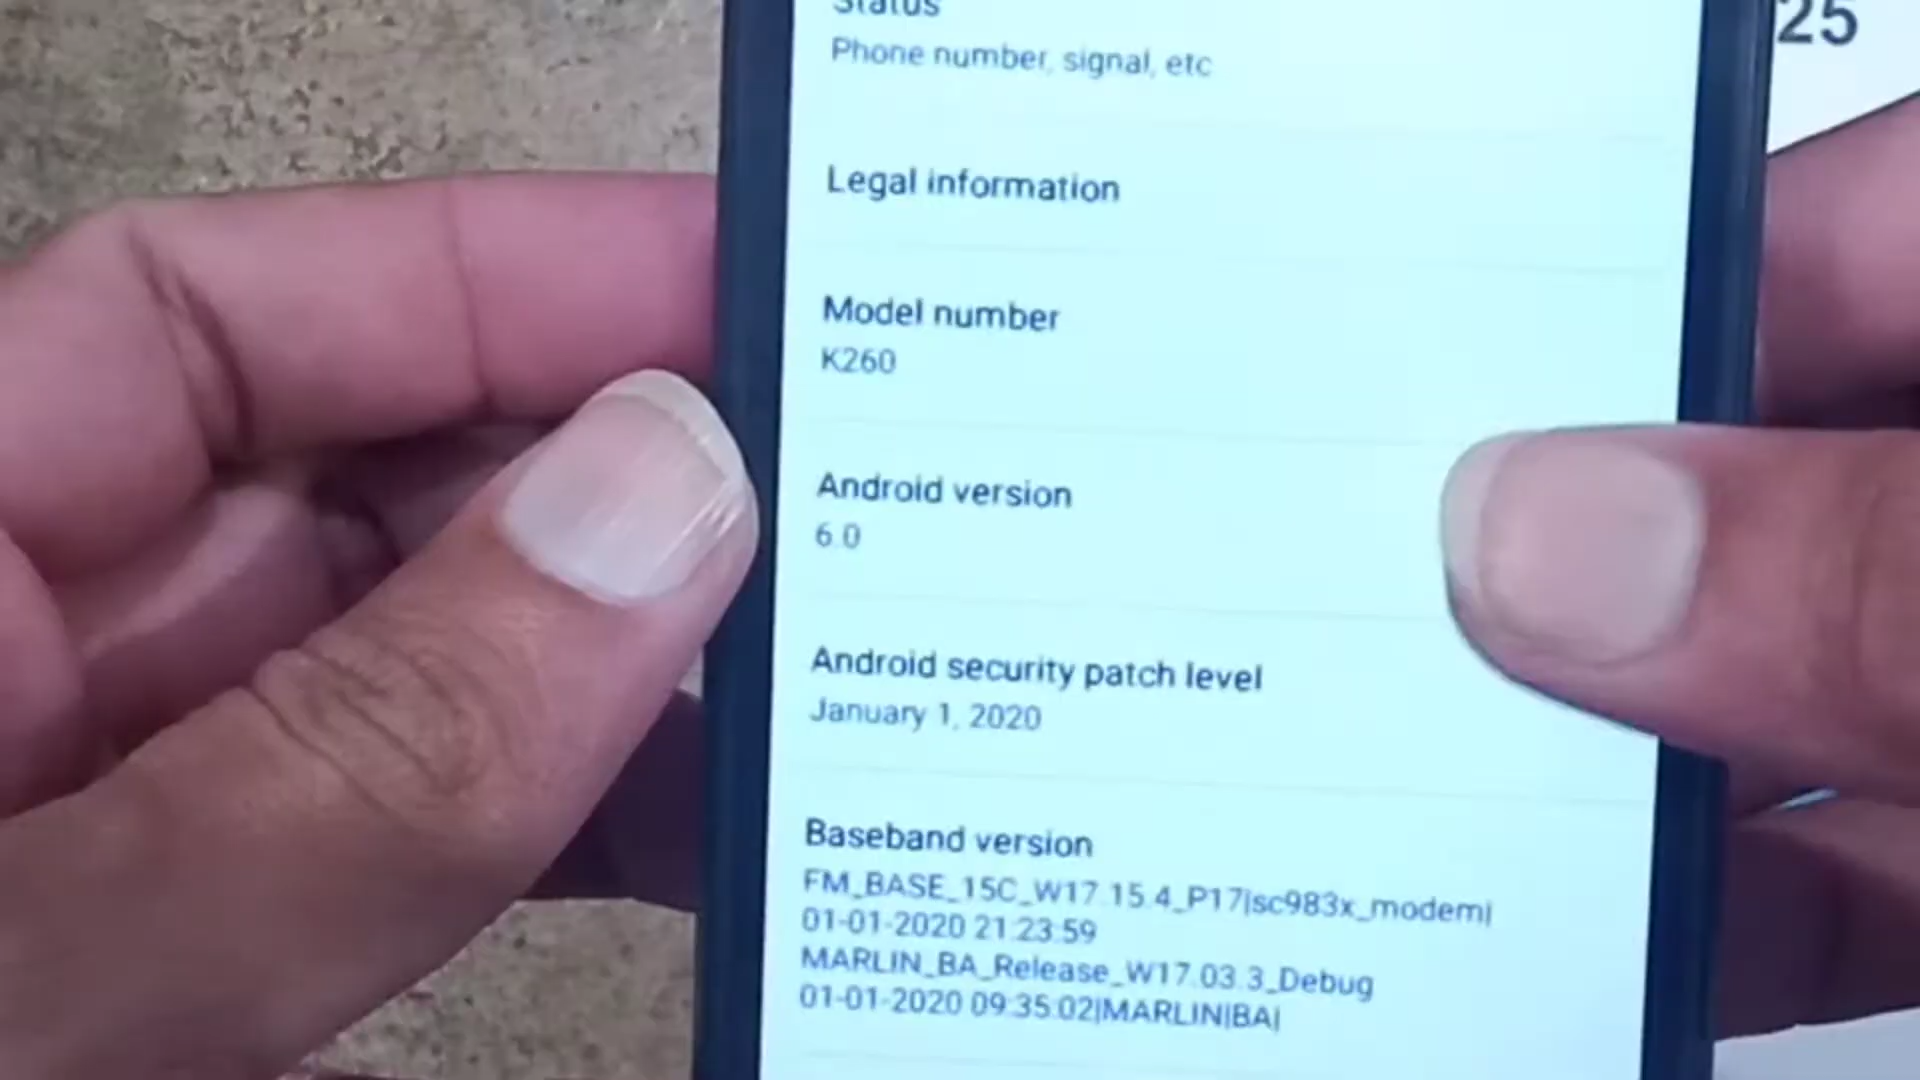 Status
Phone number, signal, etc
25
Legal information
Model number
K260
Android version
6.0
Android security patch level
January 1, 2020
Baseband version
FM_BASE_15C_W17.15.4_P17|sc983x_modem|
01-01-2020 21:23:59
MARLIN_BA_Release_W17.03.3_Debug
01-01-2020 09:35:02|MARLIN|BA|